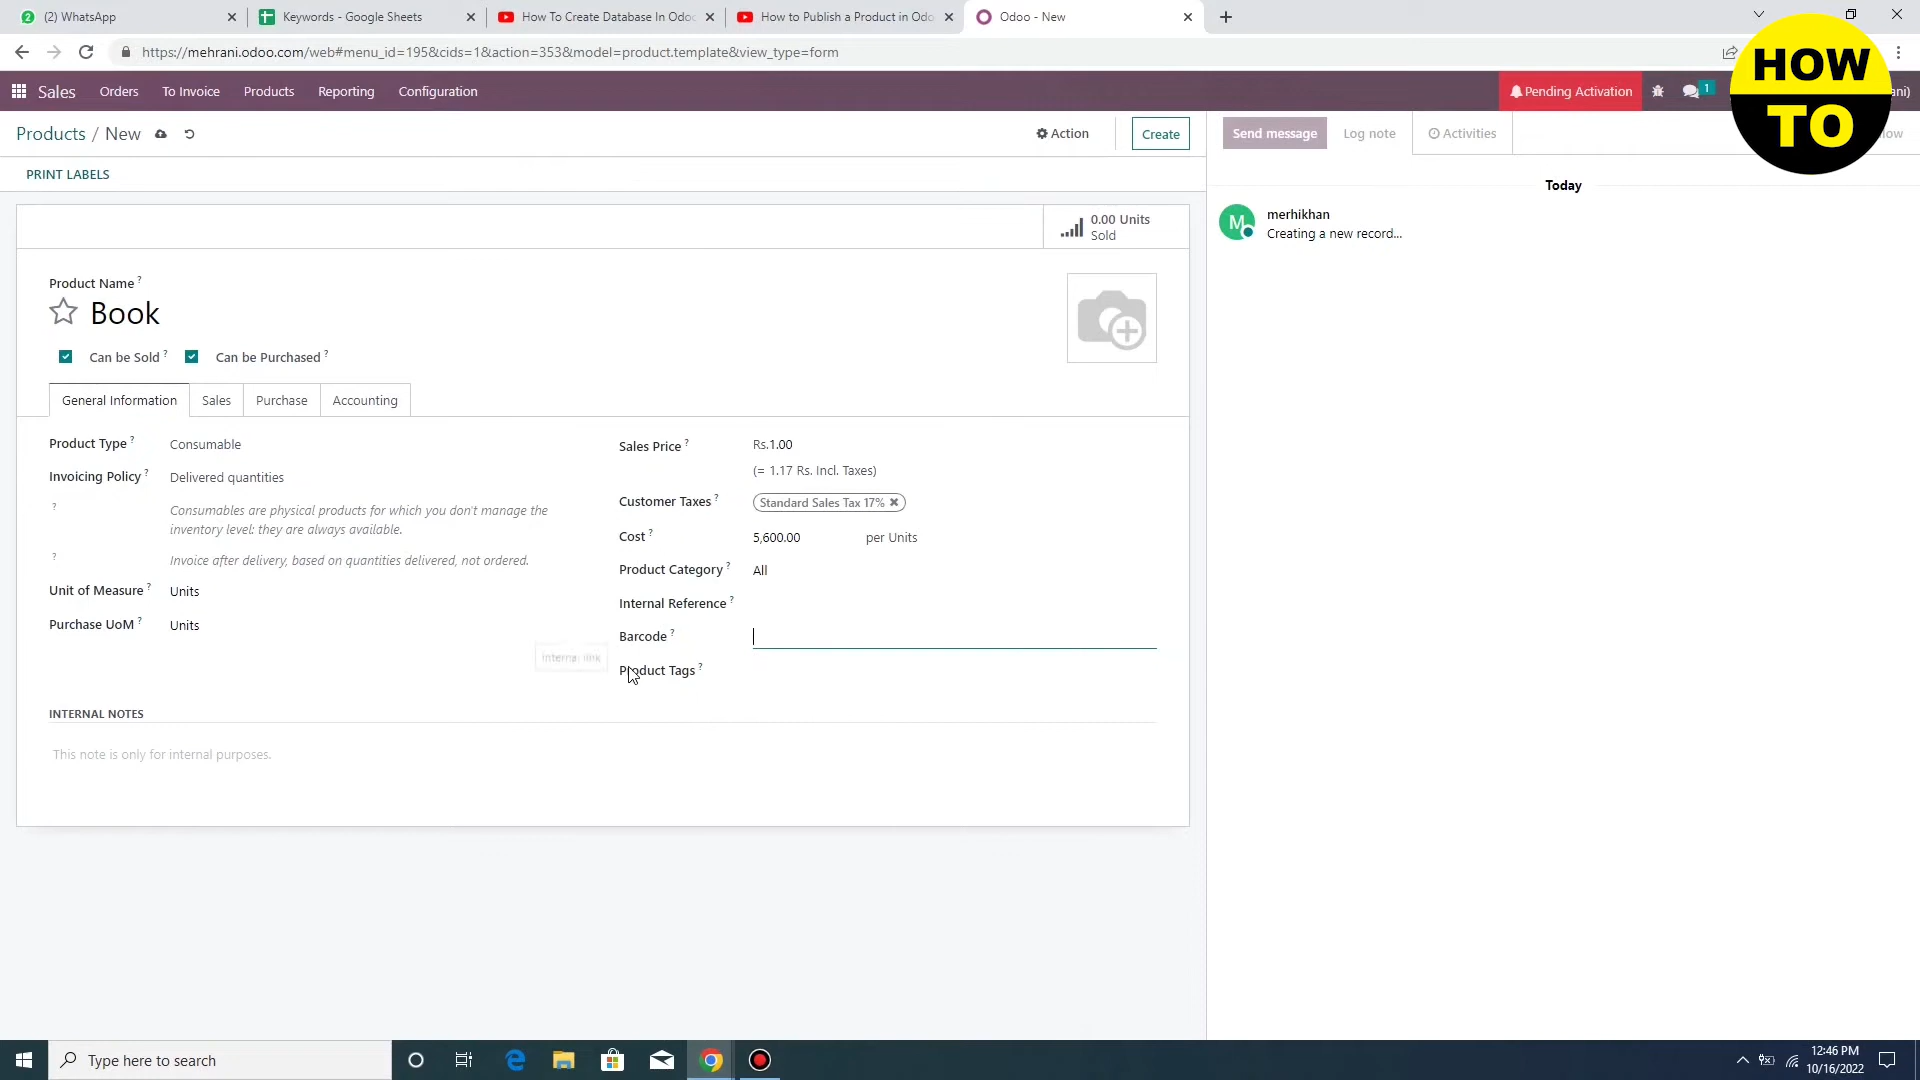 (2) WhatsApp
Keywords - Google Sheets
How To Create Database In Odoo
How to Publish a Product in Odo
Odoo - New
https://mehrani.odoo.com/web#menu_id=195&cids=1&action=353&model=product.template&view_type=form
Sales
Orders
To Invoice
Products
Reporting
Configuration
Pending Activation
1
ani)
HOW
TO
Products / New
Action
Create
Send message
Log note
Activities
PRINT LABELS
Today
0.00 Units
Sold
M
merhikhan
Creating a new record...
Product Name ?
Book
Can be Sold ?
Can be Purchased ?
General Information
Sales
Purchase
Accounting
Product Type ? Consumable
Invoicing Policy ? Delivered quantities
? Consumables are physical products for which you don't manage the
inventory level: they are always available.
? Invoice after delivery, based on quantities delivered, not ordered.
Unit of Measure ? Units
Purchase UoM ? Units
Sales Price ? Rs.1.00
(= 1.17 Rs. Incl. Taxes)
Customer Taxes ? Standard Sales Tax 17%
Cost ? 5,600.00 per Units
Product Category ? All
Internal Reference ?
Barcode ?
internal link
Product Tags ?
INTERNAL NOTES
This note is only for internal purposes.
Type here to search
12:46 PM
10/16/2022